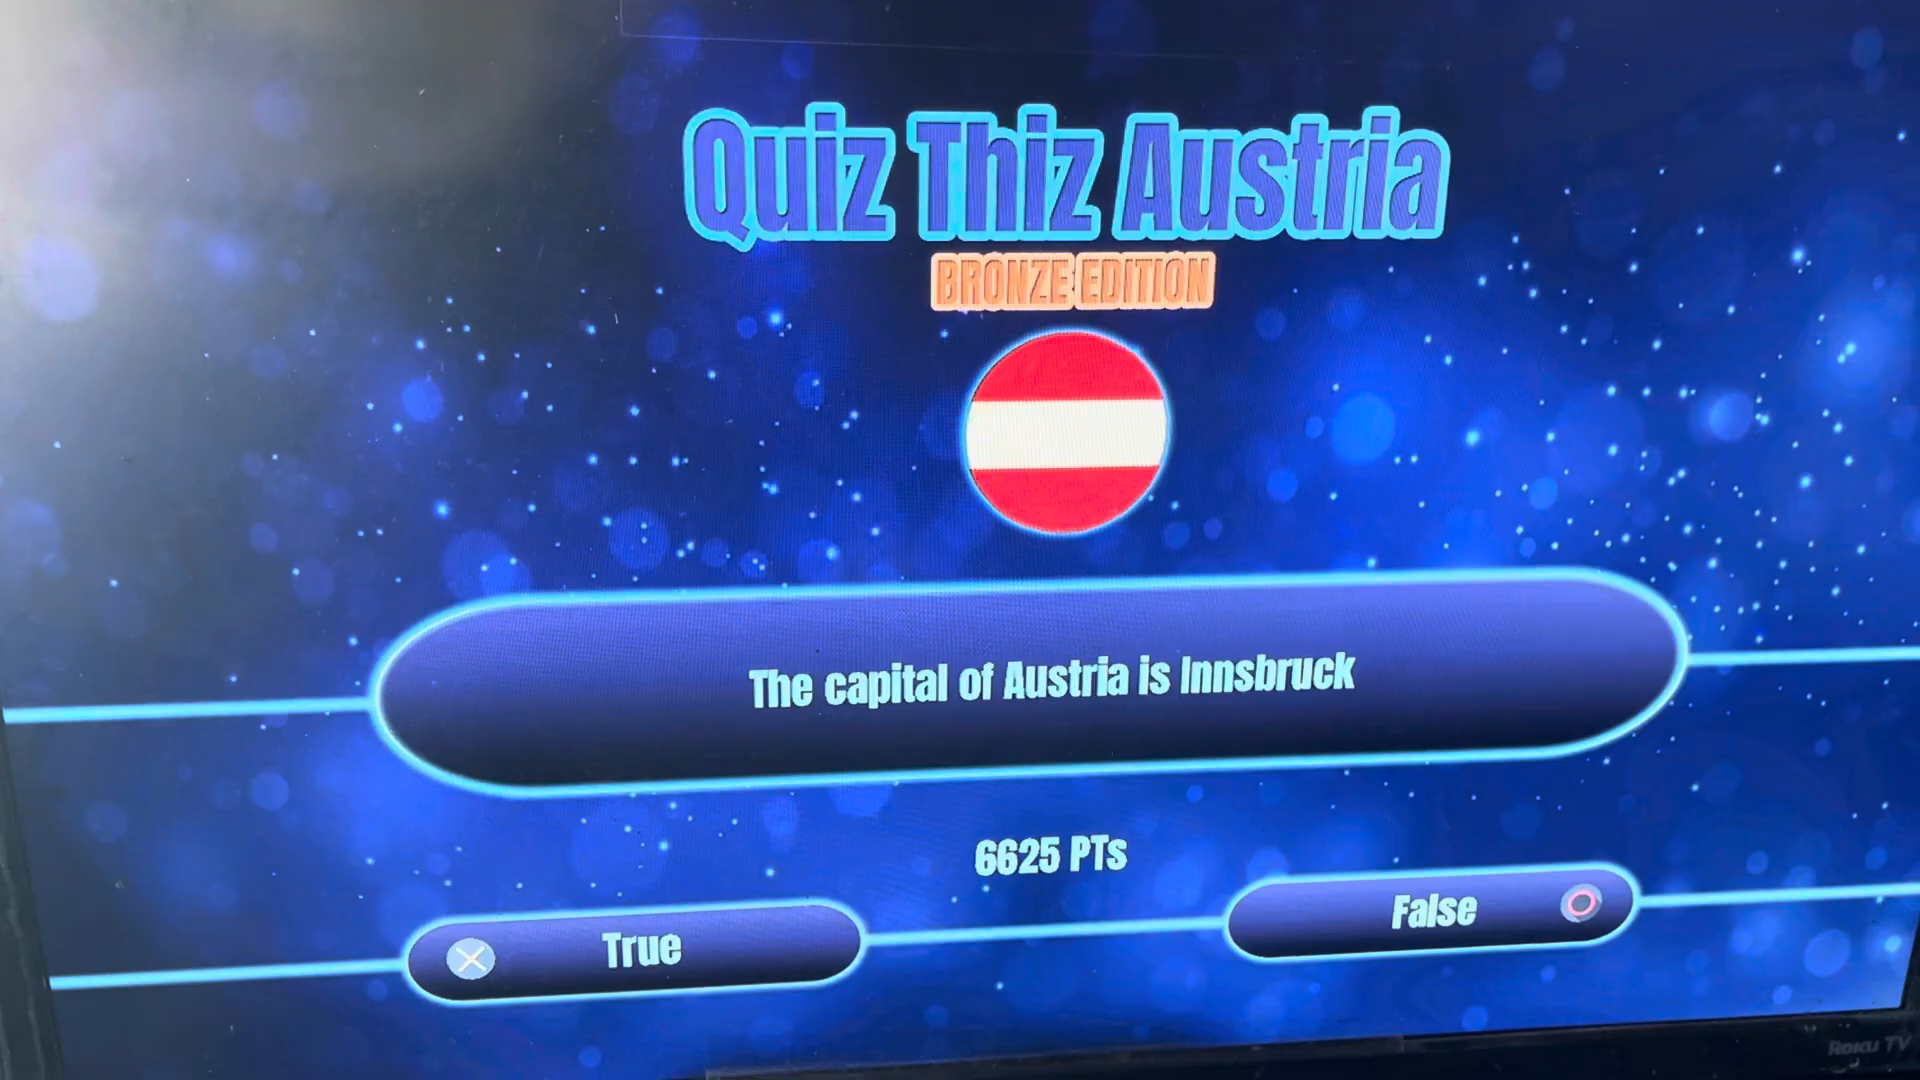 Quiz Thiz Austria
BRONZE EDITION
The capital of Austria is Innsbruck
6625 PTs
True
False
Roku TV